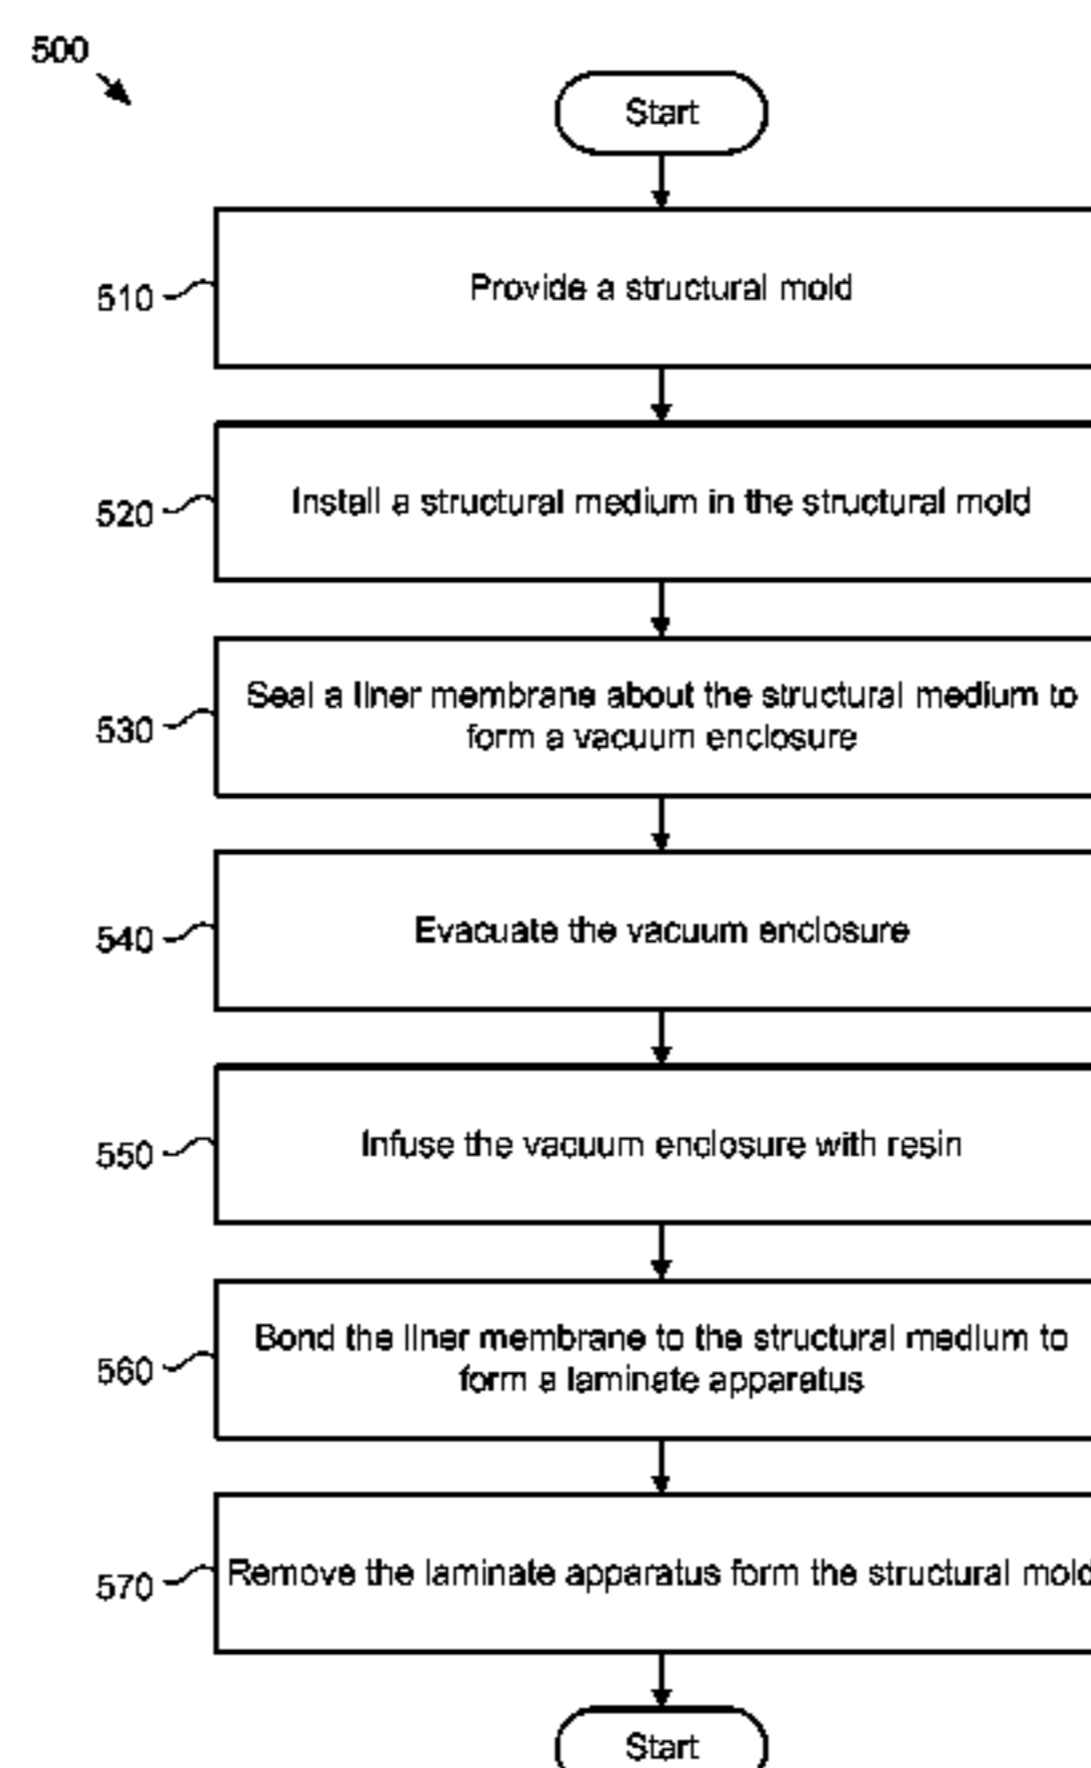 500
Start
510
Provide a structural mold
520
Install a structural medium in the structural mold
530
Seal a liner membrane about the structural medium to
form a vacuum enclosure
540
Evacuate the vacuum enclosure
550
Infuse the vacuum enclosure with resin
560
Bond the liner membrane to the structural medium to
form a laminate apparatus
570
Remove the laminate apparatus form the structural mold
Start